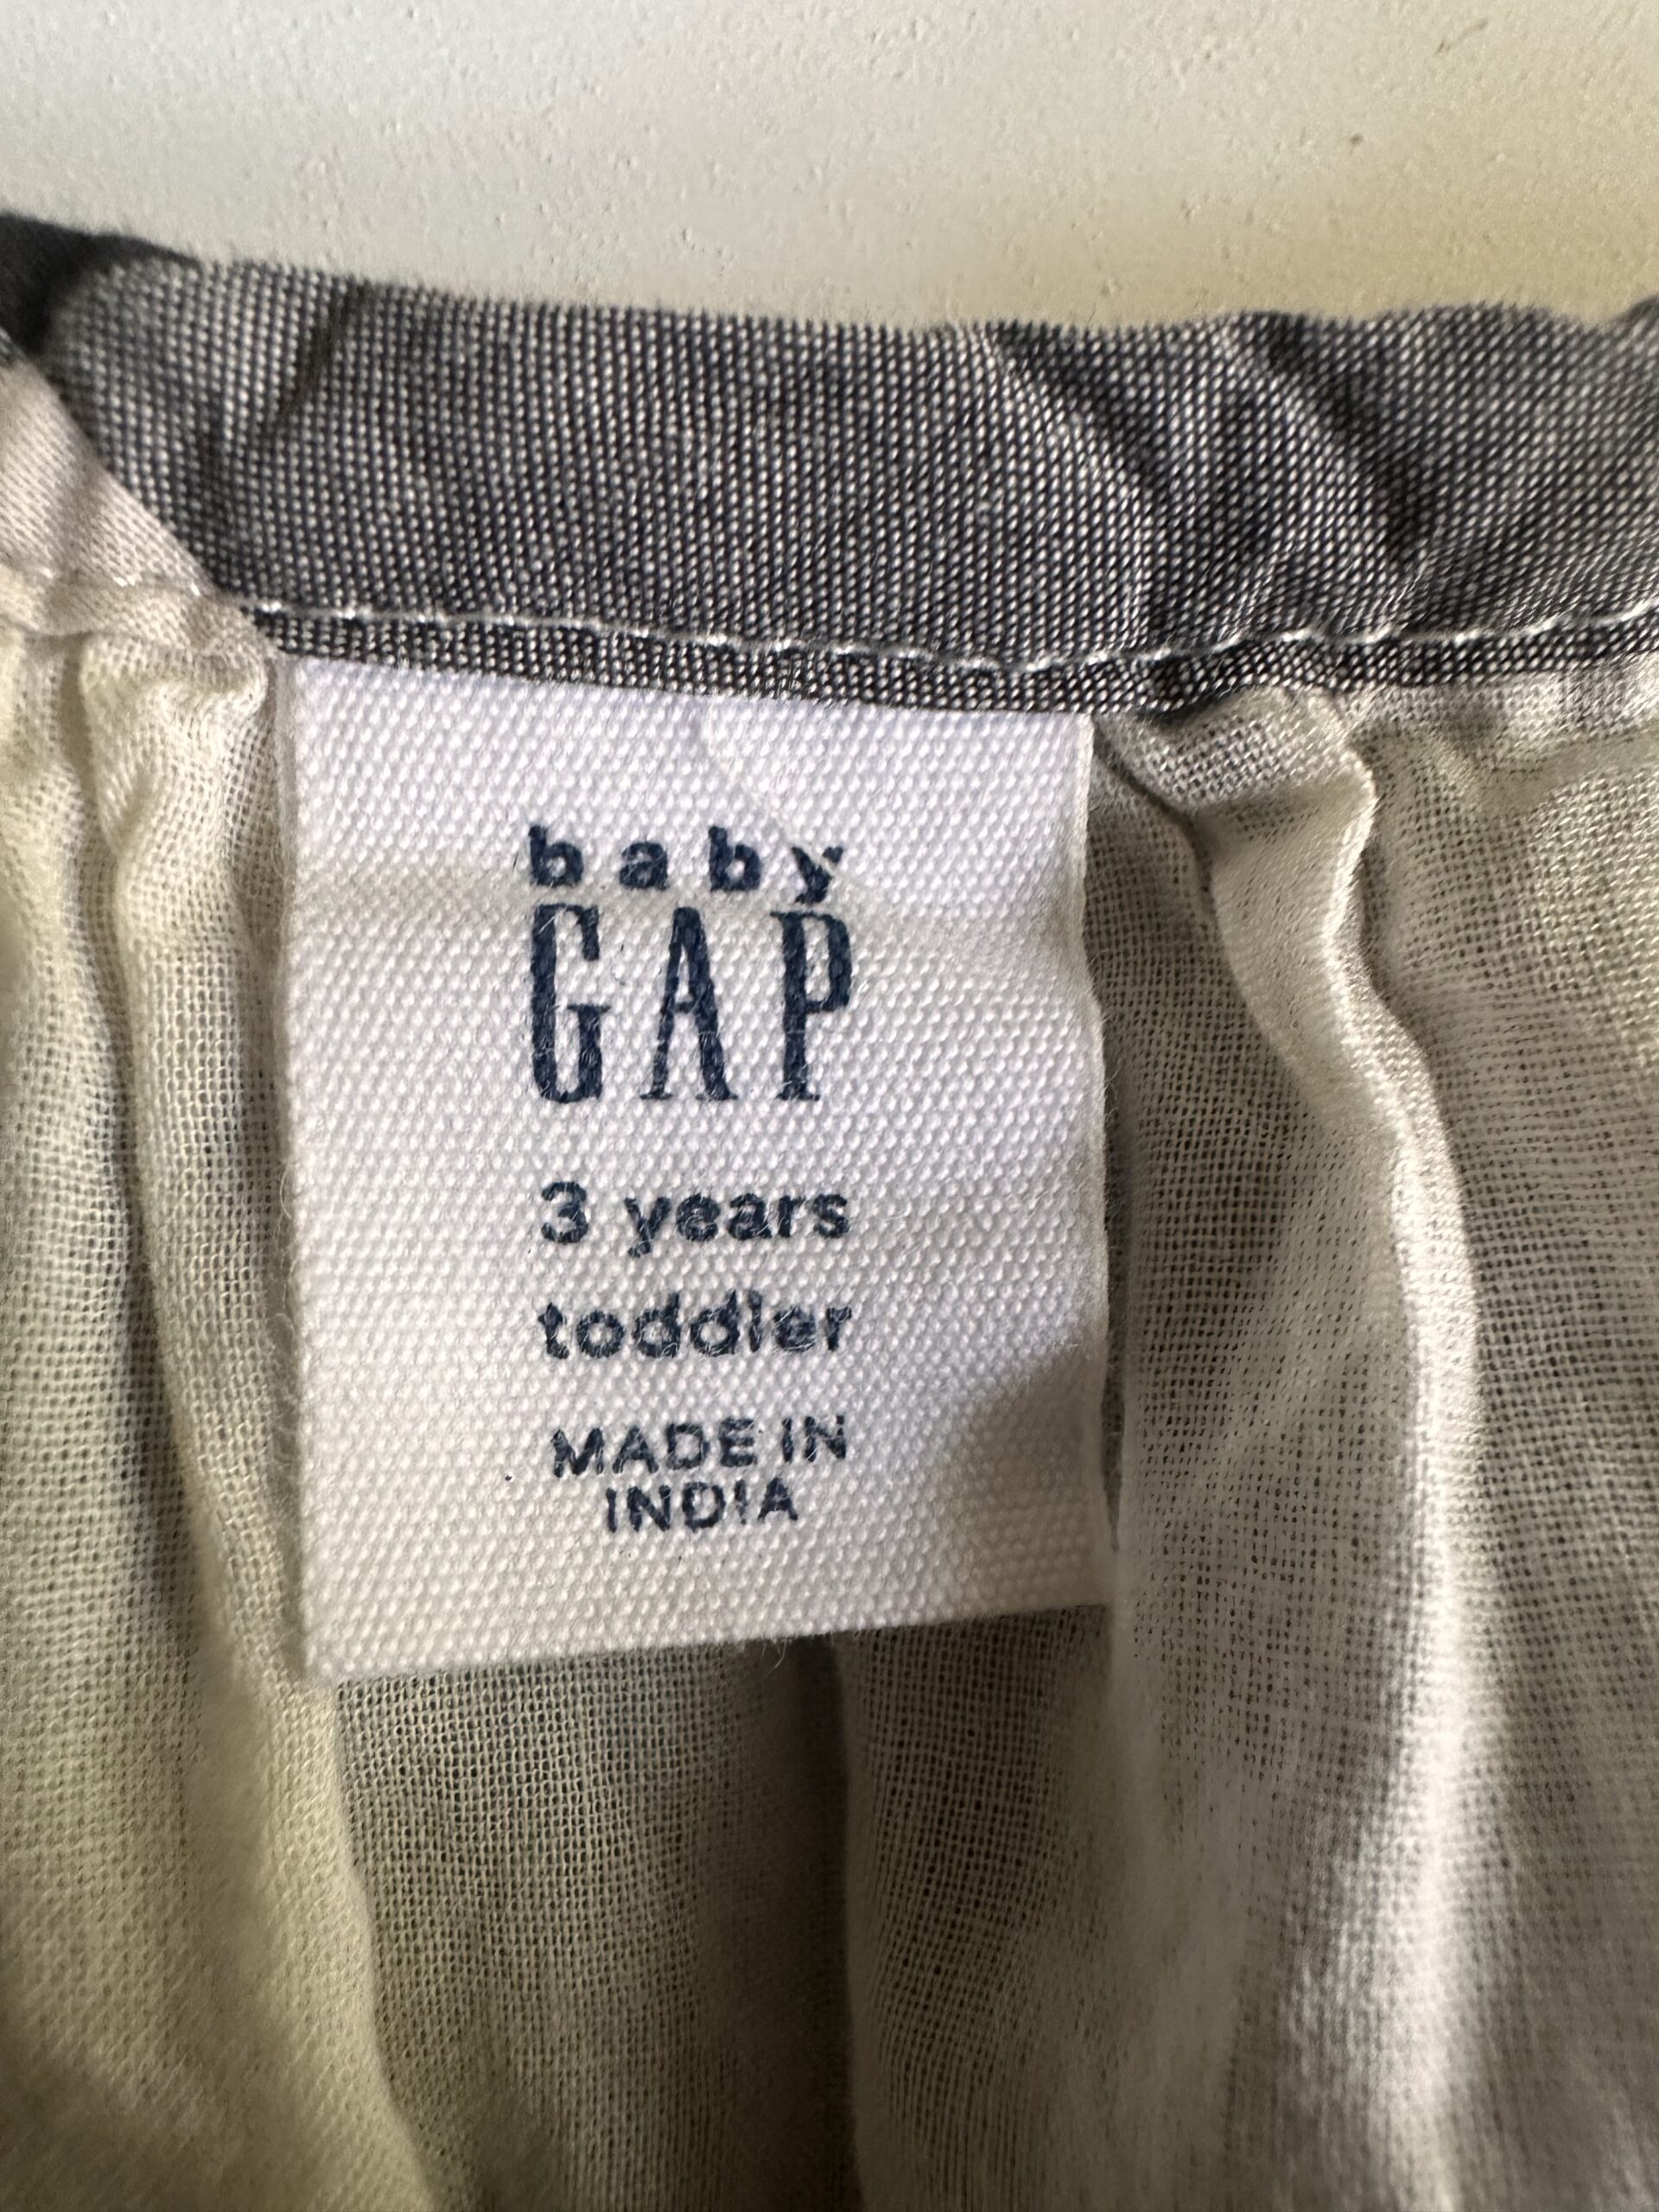 baby
GAP
3 years
toddler
MADE IN
INDIA